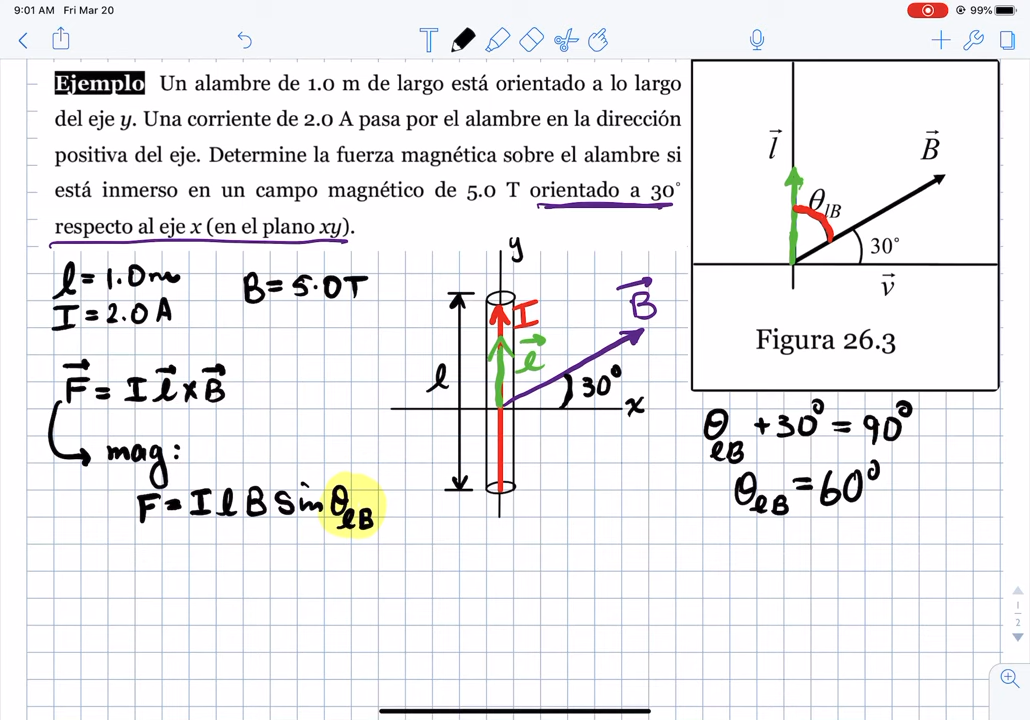 9:01 AM Fri Mar 20
99%
Ejemplo Un alambre de 1.0 m de largo está orientado a lo largo
del eje y. Una corriente de 2.0 A pasa por el alambre en la dirección
positiva del eje. Determine la fuerza magnética sobre el alambre si
está inmerso en un campo magnético de 5.0 T orientado a 30°
respecto al eje x (en el plano xy).
l⃗
B⃗
θlB
30°
v⃗
Figura 26.3
l = 1.0m
B = 5.0T
I = 2.0 A
y
I
B⃗
l⃗
l
30°
x
F⃗ = I l⃗ x B⃗
mag:
F = I l B Sin θlB
θlB + 30° = 90°
θlB = 60°
1
2